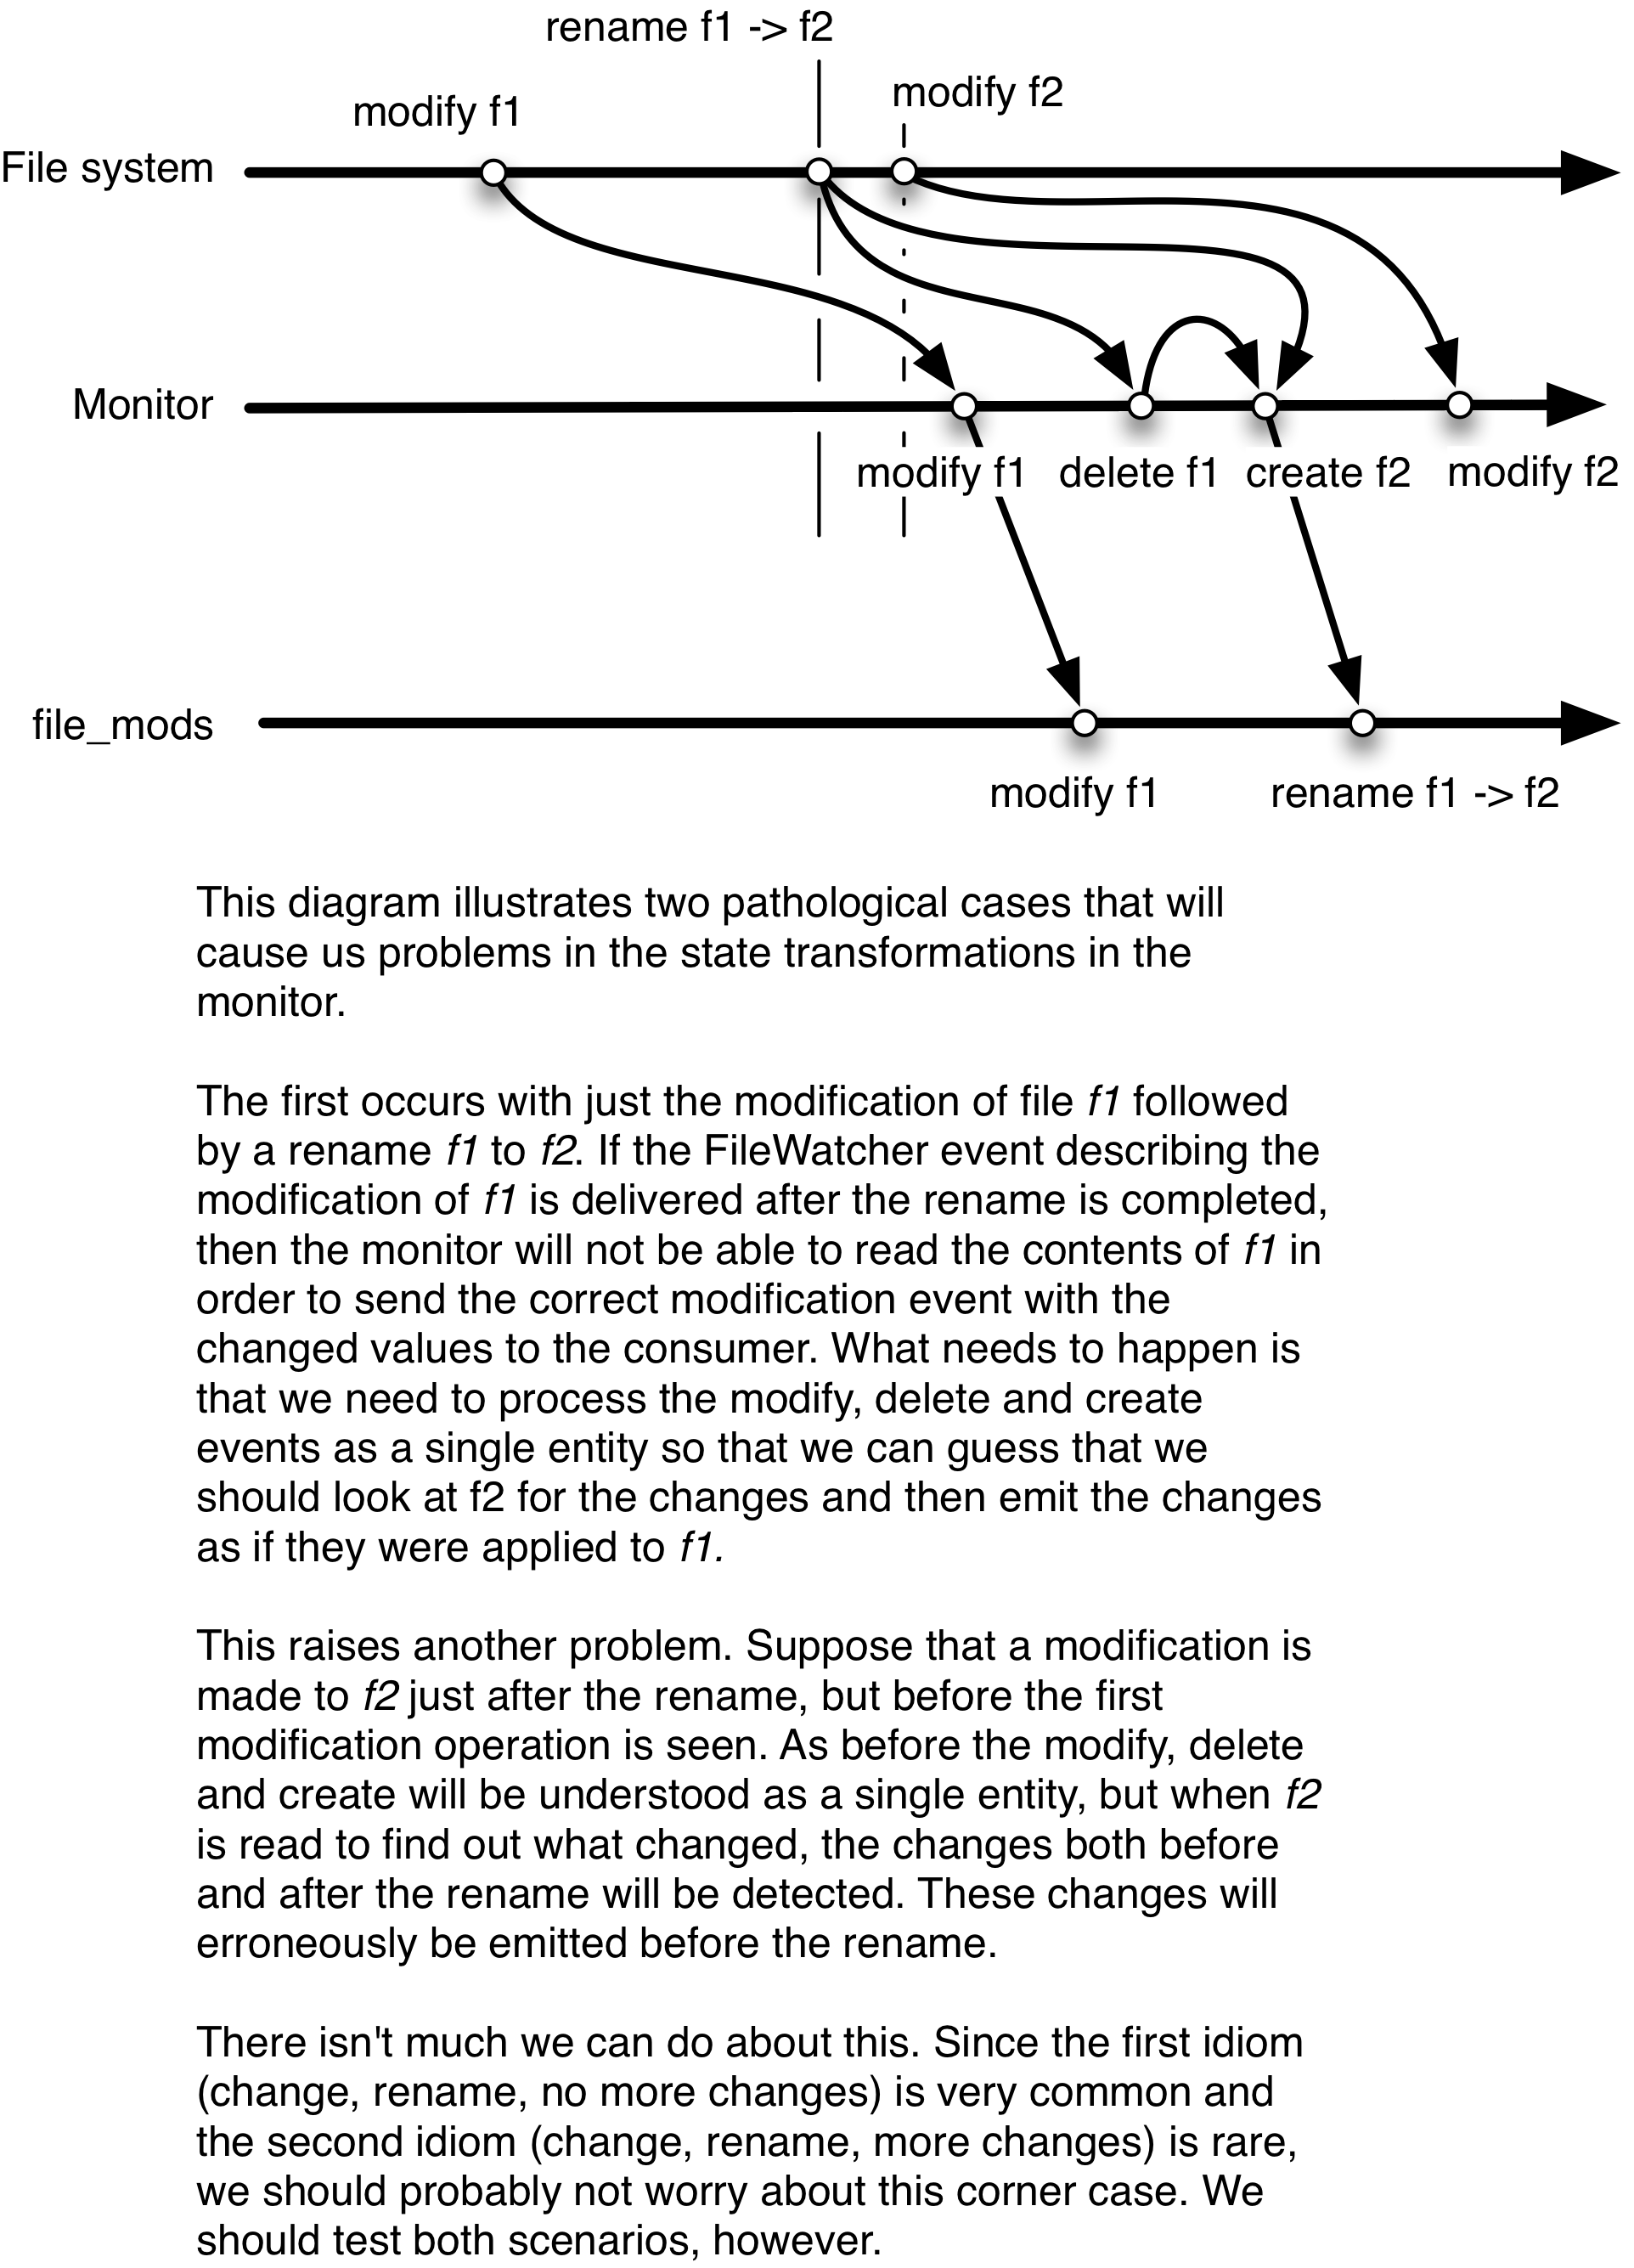 rename f1 -> f2
modify f2
modify f1
File system
Monitor
modify f1
delete f1
create f2
modify f2
file_mods
modify f1
rename f1 -> f2
This diagram illustrates two pathological cases that will
cause us problems in the state transformations in the
monitor.
The first occurs with just the modification of file f1 followed
by a rename f1 to f2. If the FileWatcher event describing the
modification of f1 is delivered after the rename is completed,
then the monitor will not be able to read the contents of f1 in
order to send the correct modification event with the
changed values to the consumer. What needs to happen is
that we need to process the modify, delete and create
events as a single entity so that we can guess that we
should look at f2 for the changes and then emit the changes
as if they were applied to f1.
This raises another problem. Suppose that a modification is
made to f2 just after the rename, but before the first
modification operation is seen. As before the modify, delete
and create will be understood as a single entity, but when f2
is read to find out what changed, the changes both before
and after the rename will be detected. These changes will
erroneously be emitted before the rename.
There isn't much we can do about this. Since the first idiom
(change, rename, no more changes) is very common and
the second idiom (change, rename, more changes) is rare,
we should probably not worry about this corner case. We
should test both scenarios, however.